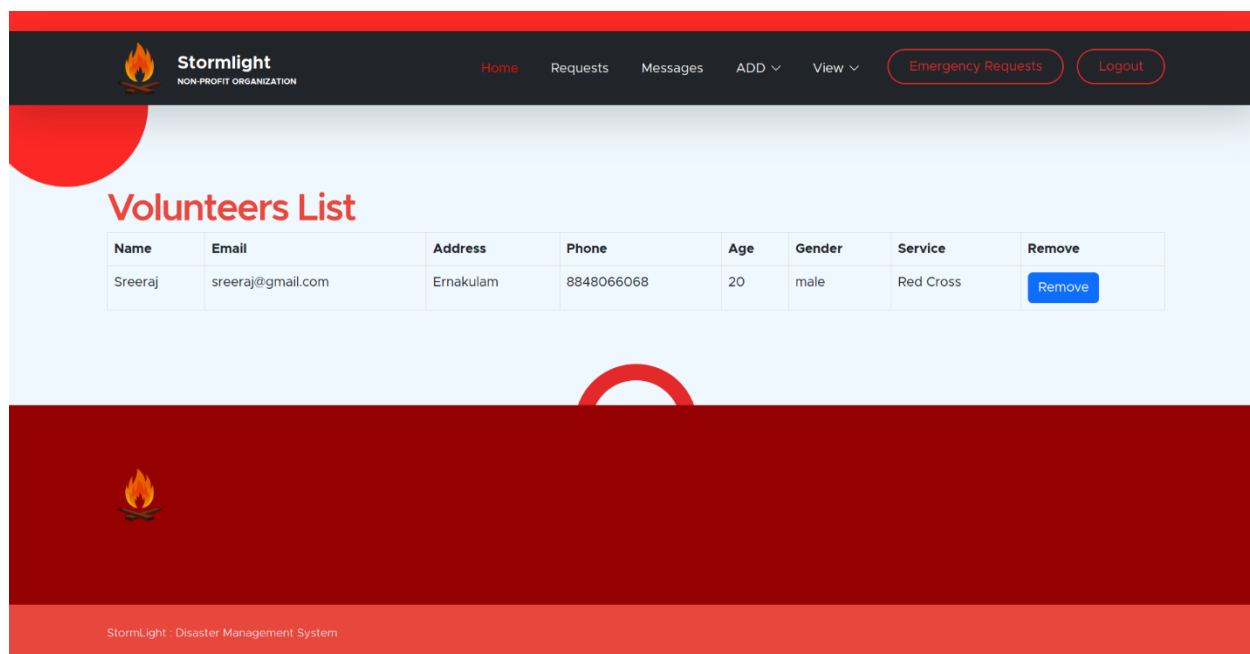 Stormlight
NON-PROFIT ORGANIZATION
Home Requests Messages ADD View Emergency Requests Logout
Volunteers List
Name Email Address Phone Age Gender Service Remove
Sreeraj sreeraj@gmail.com Ernakulam 8848066068 20 male Red Cross Remove
StormLight : Disaster Management System